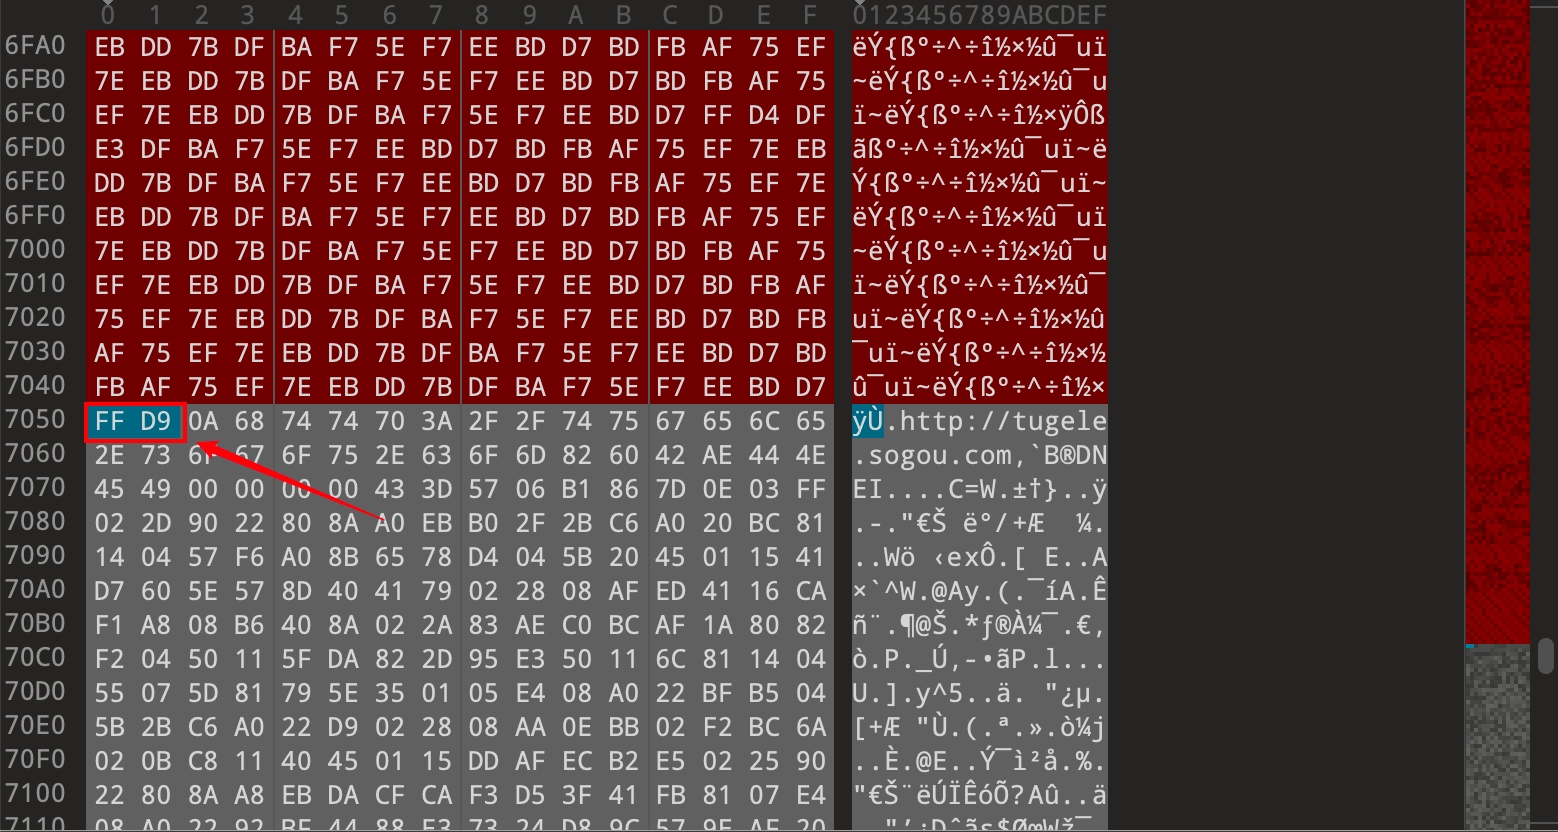 0 1 2 3 4 5 6 7 8 9 A B C D E F 0123456789ABCDEF
6FA0 EB DD 7B DF BA F7 5E F7 EE BD D7 BD FB AF 75 EF ëÝ{ߺ÷^÷î½×½û¯uï
6FB0 7E EB DD 7B DF BA F7 5E F7 EE BD D7 BD FB AF 75 ~ëÝ{ߺ÷^÷î½×½û¯u
6FC0 EF 7E EB DD 7B DF BA F7 5E F7 EE BD D7 FF D4 DF ï~ëÝ{ߺ÷^÷î½×ÿÔß
6FD0 E3 DF BA F7 5E F7 EE BD D7 BD FB AF 75 EF 7E EB ãߺ÷^÷î½×½û¯uï~ë
6FE0 DD 7B DF BA F7 5E F7 EE BD D7 BD FB AF 75 EF 7E Ý{ߺ÷^÷î½×½û¯uï~
6FF0 EB DD 7B DF BA F7 5E F7 EE BD D7 BD FB AF 75 EF ëÝ{ߺ÷^÷î½×½û¯uï
7000 7E EB DD 7B DF BA F7 5E F7 EE BD D7 BD FB AF 75 ~ëÝ{ߺ÷^÷î½×½û¯u
7010 EF 7E EB DD 7B DF BA F7 5E F7 EE BD D7 BD FB AF ï~ëÝ{ߺ÷^÷î½×½û¯
7020 75 EF 7E EB DD 7B DF BA F7 5E F7 EE BD D7 BD FB uï~ëÝ{ߺ÷^÷î½×½û
7030 AF 75 EF 7E EB DD 7B DF BA F7 5E F7 EE BD D7 BD ¯uï~ëÝ{ߺ÷^÷î½×½
7040 FB AF 75 EF 7E EB DD 7B DF BA F7 5E F7 EE BD D7 û¯uï~ëÝ{ߺ÷^÷î½×
7050 FF D9 0A 68 74 74 70 3A 2F 2F 74 75 67 65 6C 65 ÿÙ.http://tugele
7060 2E 73 6F 67 6F 75 2E 63 6F 6D 82 60 42 AE 44 4E .sogou.com‚`B®DN
7070 45 49 00 00 00 00 43 3D 57 06 B1 86 7D 0E 03 FF EI....C=W.±†}..ÿ
7080 02 2D 90 22 80 8A A0 EB B0 2F 2B C6 A0 20 BC 81 .-."€Š ë°/+Æ  ¼.
7090 14 04 57 F6 A0 8B 65 78 D4 04 5B 20 45 01 15 41 ..Wö ‹exÔ.[ E..A
70A0 D7 60 5E 57 8D 40 41 79 02 28 08 AF ED 41 16 CA ×`^W.@Ay.(.¯íA.Ê
70B0 F1 A8 08 B6 40 8A 02 2A 83 AE C0 BC AF 1A 80 82 ñ¨.¶@Š.*ƒ®À¼¯.€‚
70C0 F2 04 50 11 5F DA 82 2D 95 E3 50 11 6C 81 14 04 ò.P._Ú‚-•ãP.l...
70D0 55 07 5D 81 79 5E 35 01 05 E4 08 A0 22 BF B5 04 U.].y^5..ä. "¿µ.
70E0 5B 2B C6 A0 22 D9 02 28 08 AA 0E BB 02 F2 BC 6A [+Æ "Ù.(.ª.».ò¼j
70F0 02 0B C8 11 40 45 01 15 DD AF EC B2 E5 02 25 90 ..È.@E..ݯì²å.%.
7100 22 80 8A A8 EB DA CF CA F3 D5 3F 41 FB 81 07 E4 "€Š¨ëÚÏÊóÕ?Aû..ä
7110 08 A0 22 92 BF 44 88 E3 73 24 D8 9C 57 9E AF 20 . "’¿Dˆãs$ØœWž¯